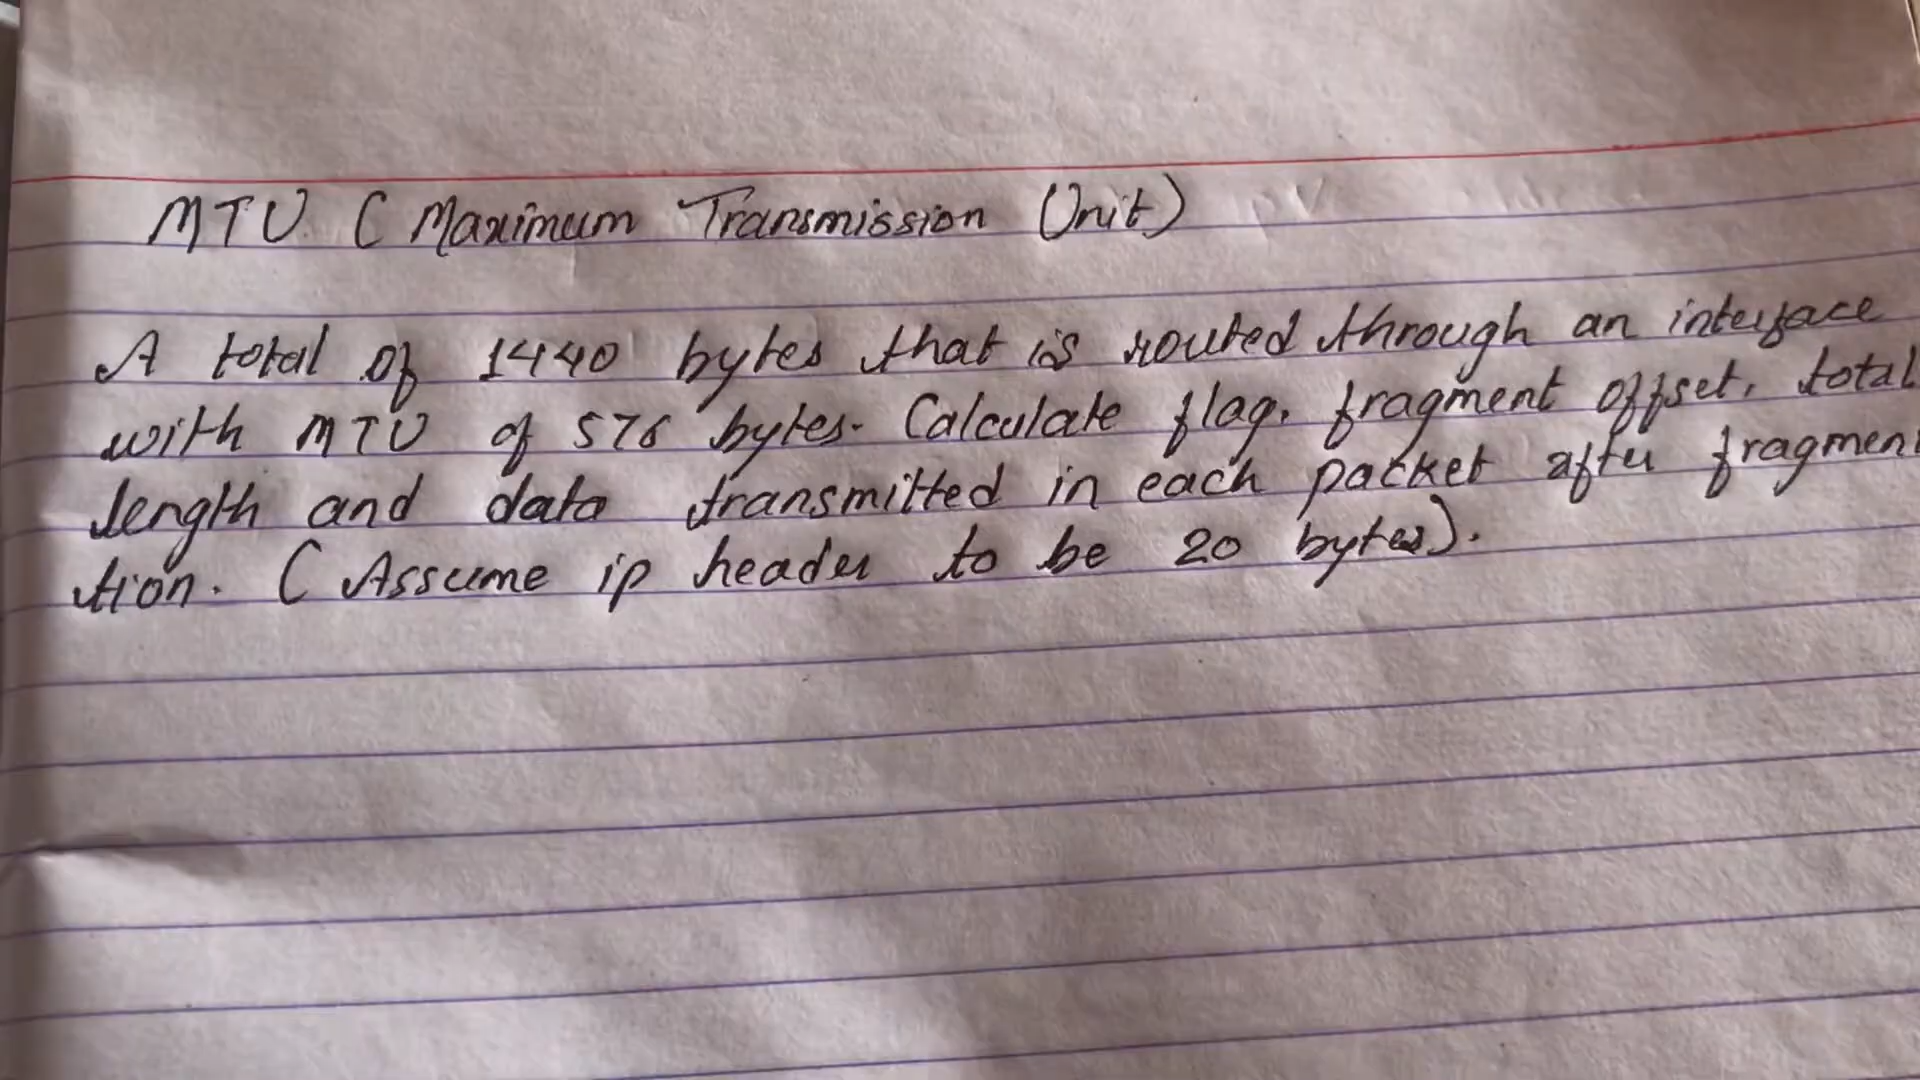 MTU (Maximum Transmission Unit)
A total of 1440 bytes that is routed through an interface
with MTU of 576 bytes. Calculate flag, fragment offset, total
length and data transmitted in each packet after fragmen
tion. (Assume ip header to be 20 bytes).